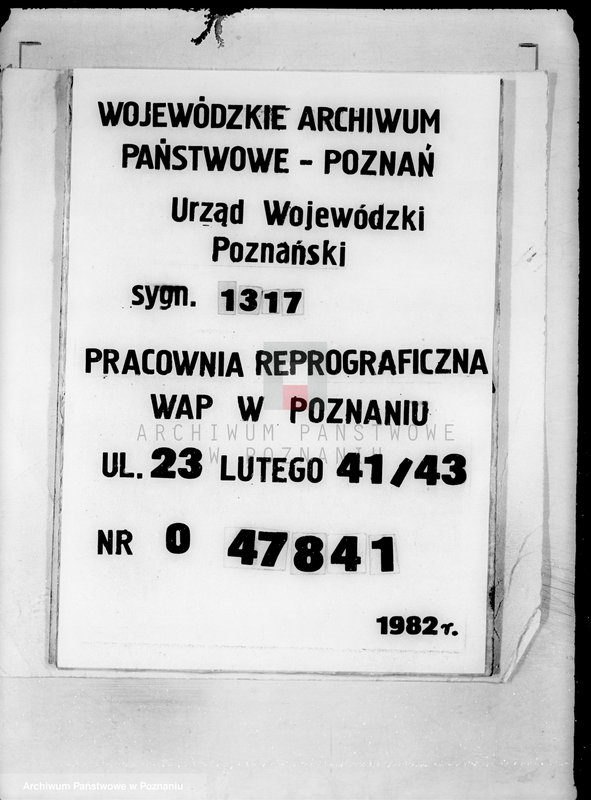 WOJEWÓDZKIE ARCHIWUM
PAŃSTWOWE - POZNAŃ
Urząd Wojewódzki
Poznański
sygn. 1317
PRACOWNIA REPROGRAFICZNA
WAP W POZNANIU
ARCHIWUM PAŃSTWOWE
W POZNANIU
UL. 23 LUTEGO 41/43
NR 0 47841
1982 r.
Archiwum Państwowe w Poznaniu